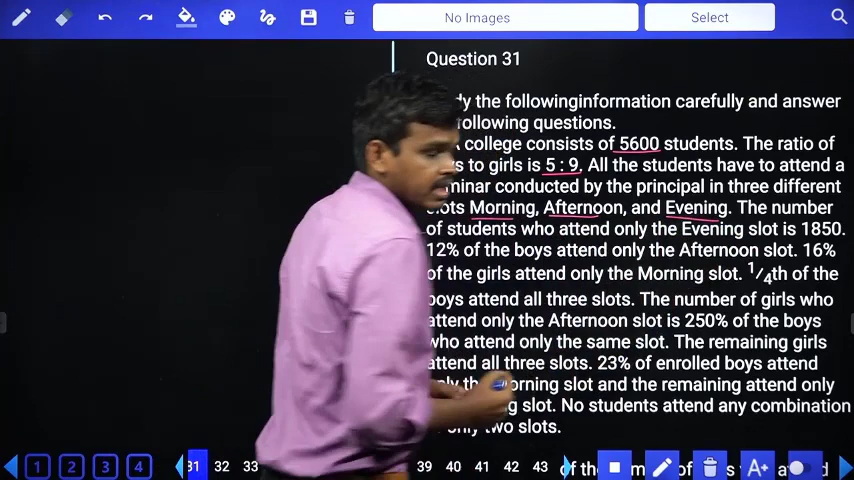 No Images
Select
Question 31
dy the followinginformation carefully and answer
following questions.
college consists of 5600 students. The ratio of
to girls is 5 : 9. All the students have to attend a
minar conducted by the principal in three different
slots Morning, Afternoon, and Evening. The number
of students who attend only the Evening slot is 1850.
12% of the boys attend only the Afternoon slot. 16%
of the girls attend only the Morning slot. 1/4th of the
boys attend all three slots. The number of girls who
attend only the Afternoon slot is 250% of the boys
who attend only the same slot. The remaining girls
attend all three slots. 23% of enrolled boys attend
only the Morning slot and the remaining attend only
slot. No students attend any combination
only two slots.
of the
1 2 3 4 31 32 33 39 40 41 42 43 A+